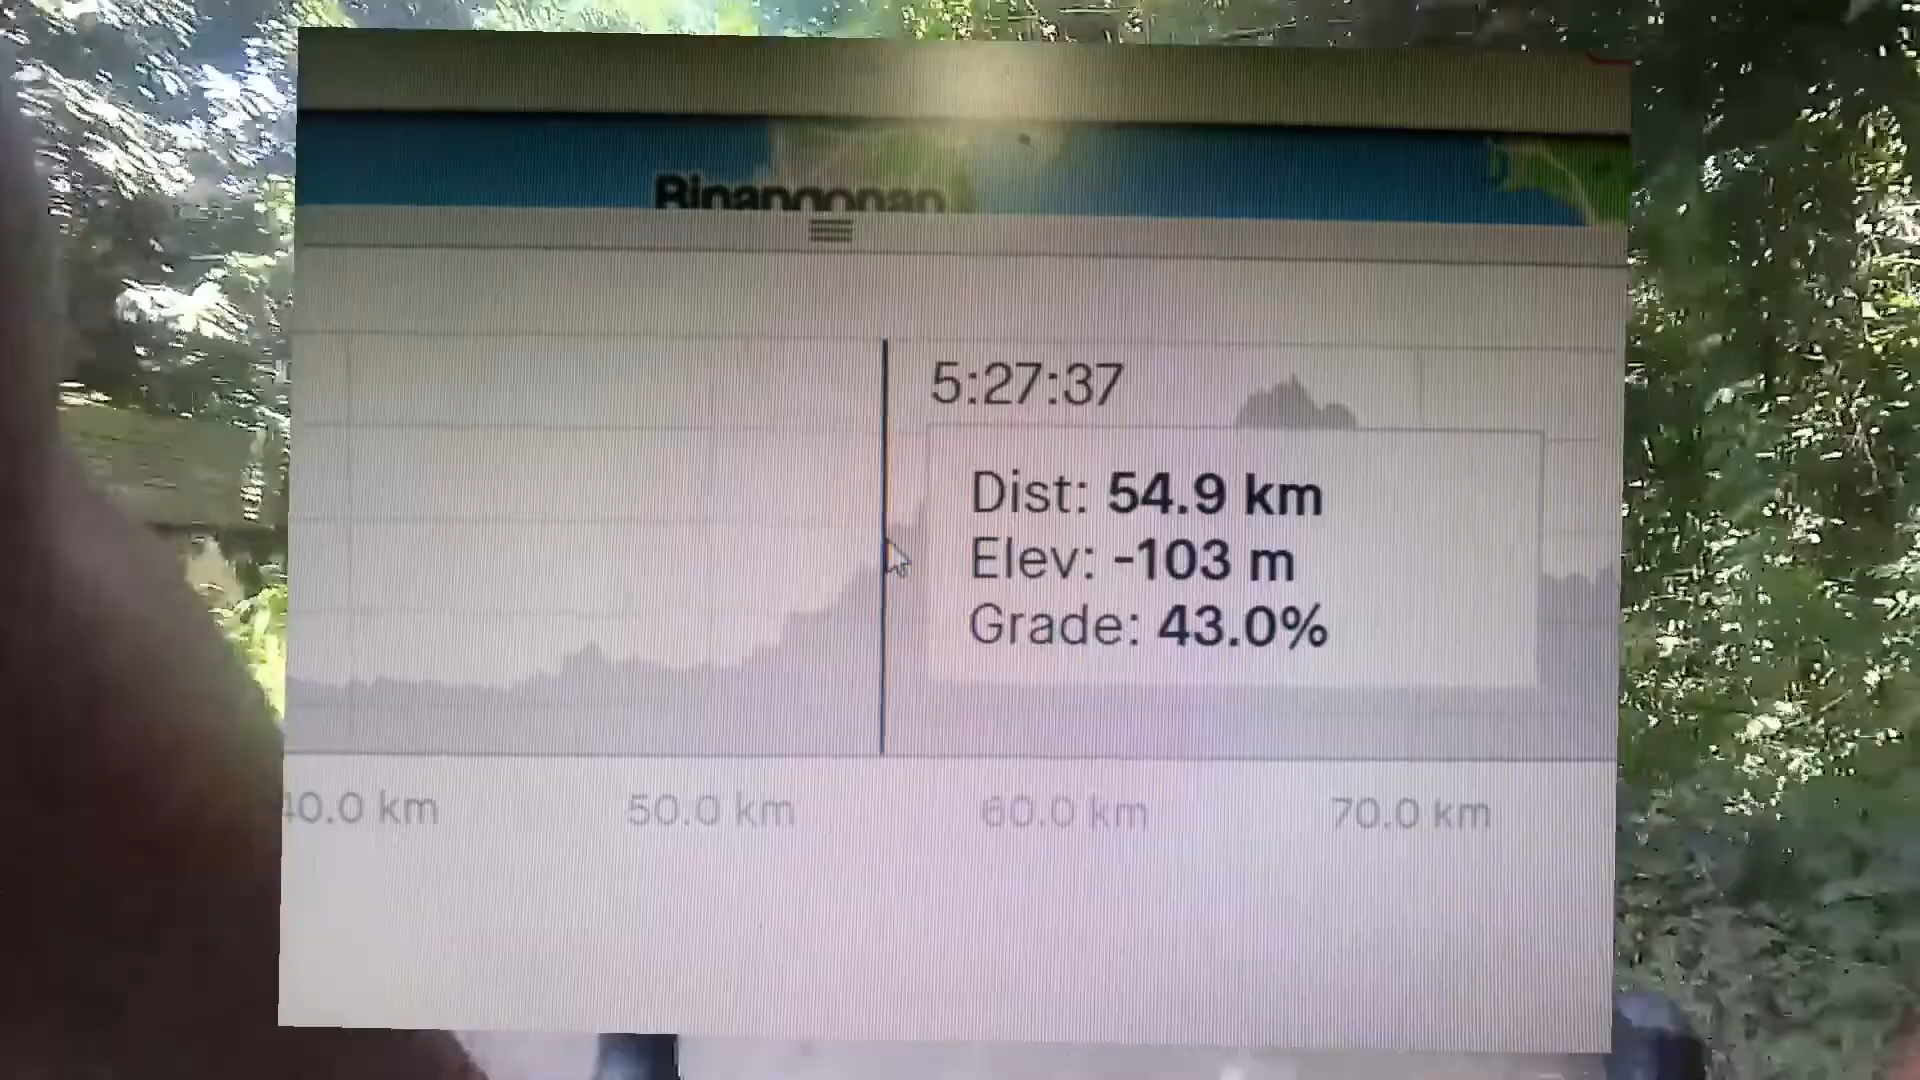 Binangonan
5:27:37
Dist: 54.9 km
Elev: -103 m
Grade: 43.0%
40.0 km 50.0 km 60.0 km 70.0 km